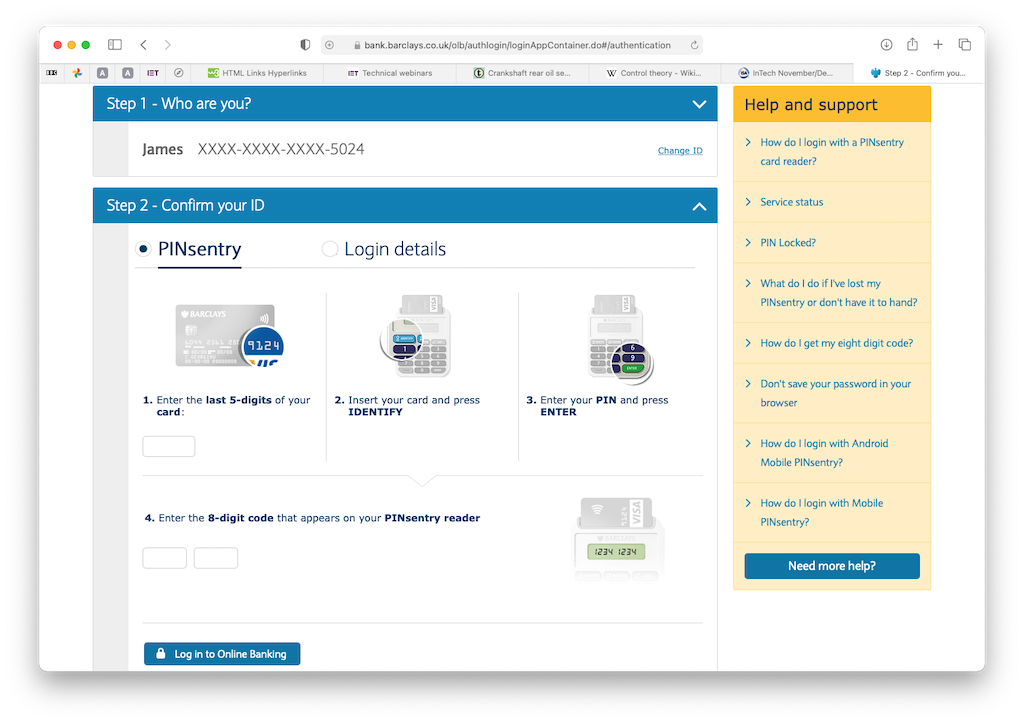 bank.barclays.co.uk/olb/authlogin/loginAppContainer.do#/authentication
A
A
IET
HTML Links Hyperlinks
IET Technical webinars
Crankshaft rear oil se...
W Control theory - Wiki...
InTech November/De...
Step 2 - Confirm you...
Step 1 - Who are you?
James XXXX-XXXX-XXXX-5024
Change ID
Step 2 - Confirm your ID
PINsentry
Login details
BARCLAYS
9124
VISA
1
VISA
6
9
ENTER
1. Enter the last 5-digits of your
card:
2. Insert your card and press
IDENTIFY
3. Enter your PIN and press
ENTER
4. Enter the 8-digit code that appears on your PINsentry reader
VISA
BARCLAYS
1234 1234
Log in to Online Banking
Help and support
How do I login with a PINsentry
card reader?
Service status
PIN Locked?
What do I do if I've lost my
PINsentry or don't have it to hand?
How do I get my eight digit code?
Don't save your password in your
browser
How do I login with Android
Mobile PINsentry?
How do I login with Mobile
PINsentry?
Need more help?